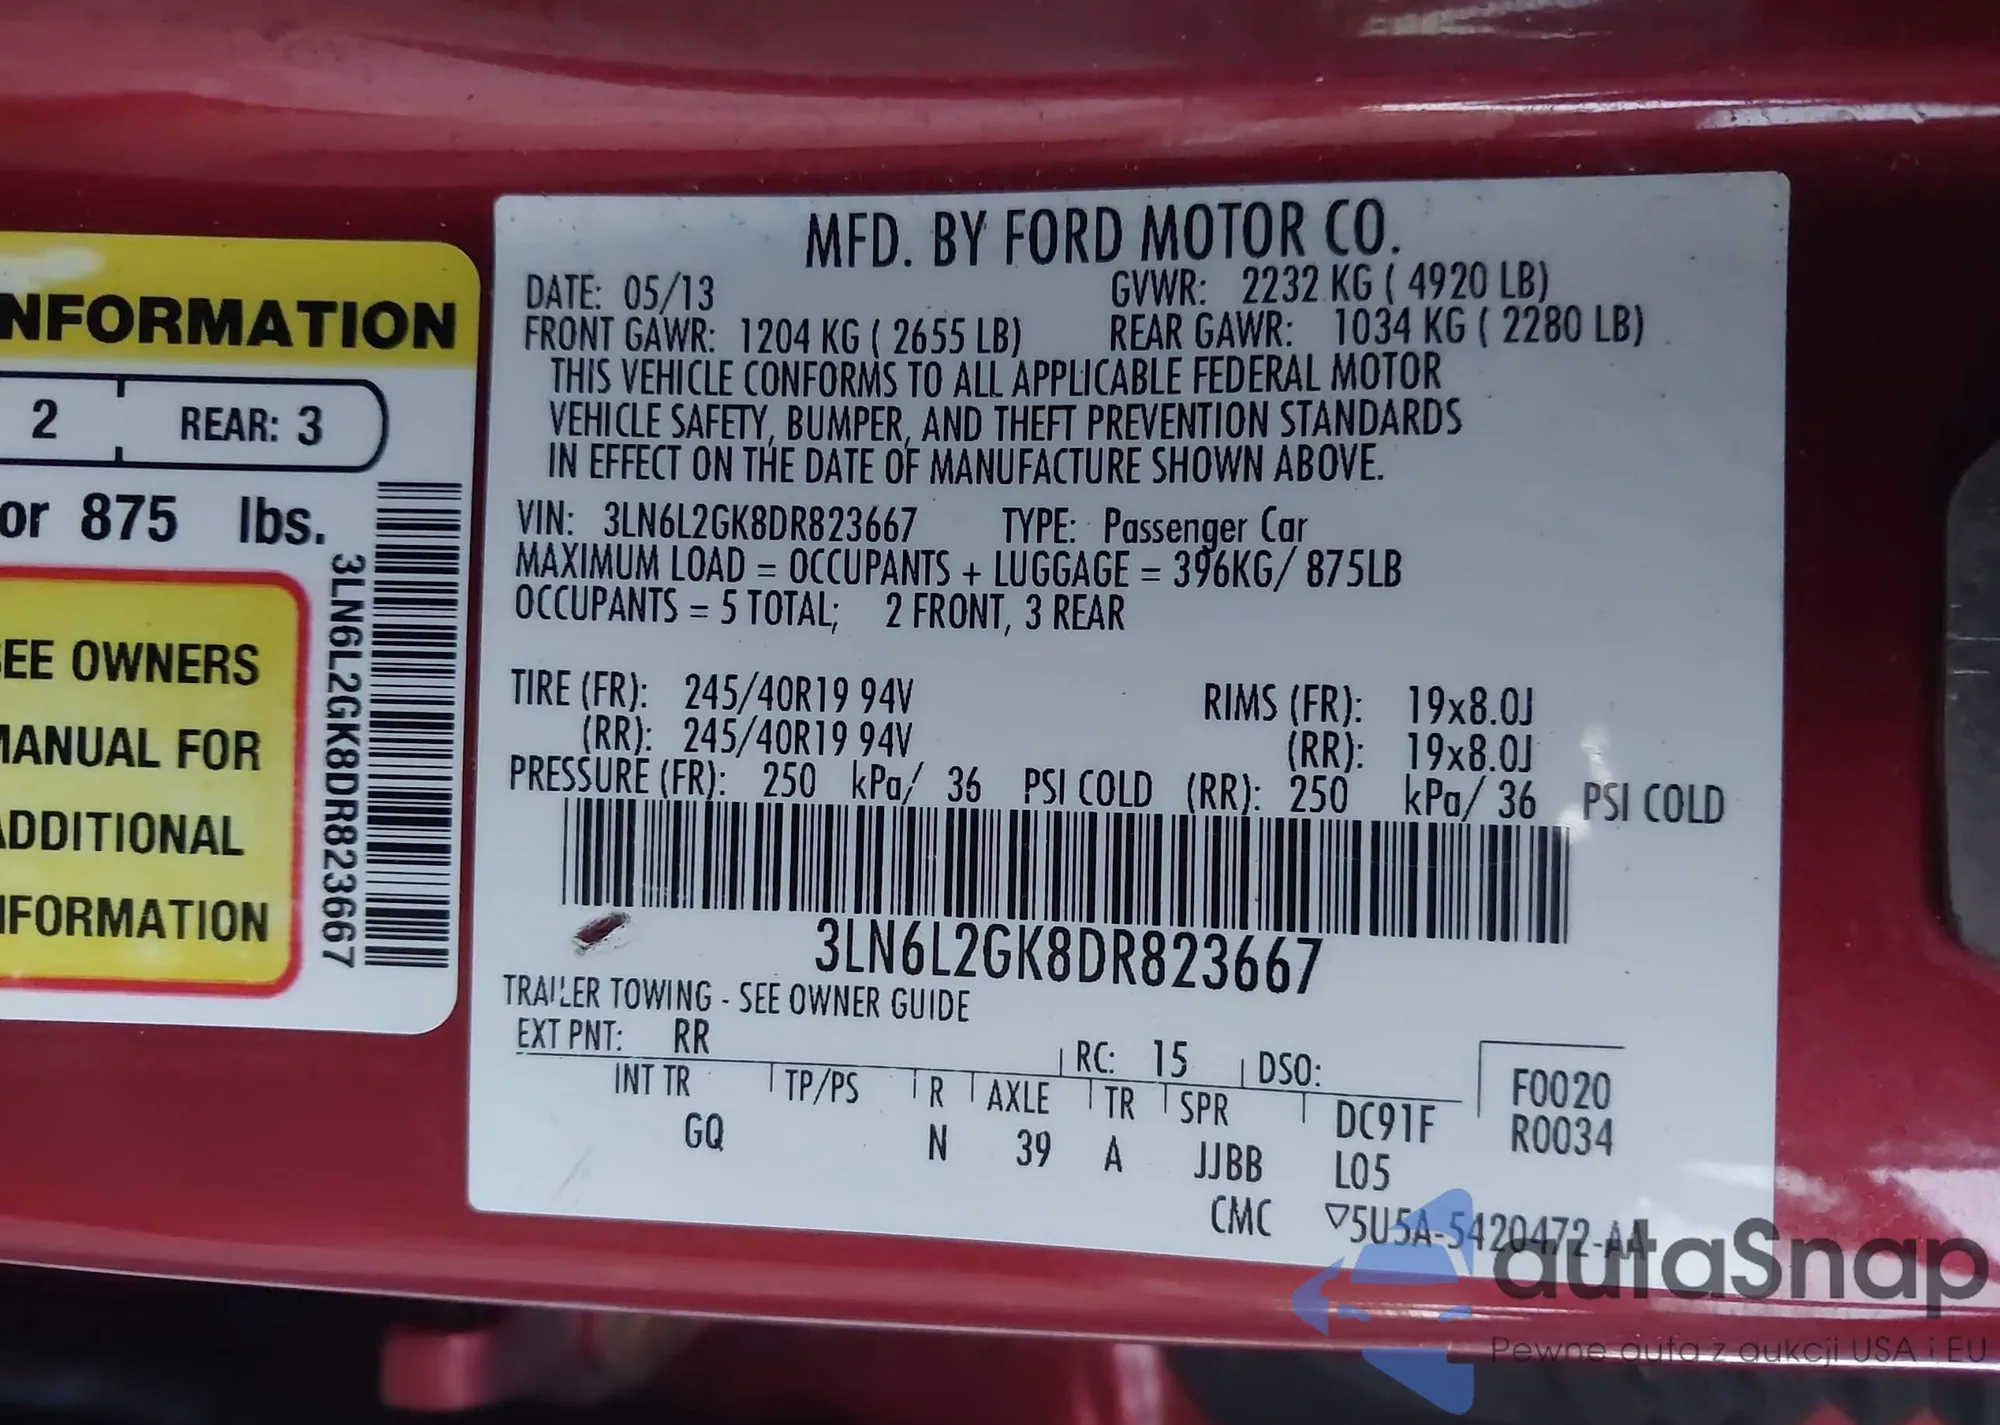 NFORMATION
2 REAR: 3
or 875 lbs.
3LN6L2GK8DR823667
EE OWNERS
MANUAL FOR
ADDITIONAL
NFORMATION
MFD. BY FORD MOTOR CO.
DATE: 05/13 GVWR: 2232 KG ( 4920 LB)
FRONT GAWR: 1204 KG ( 2655 LB) REAR GAWR: 1034 KG ( 2280 LB)
THIS VEHICLE CONFORMS TO ALL APPLICABLE FEDERAL MOTOR
VEHICLE SAFETY, BUMPER, AND THEFT PREVENTION STANDARDS
IN EFFECT ON THE DATE OF MANUFACTURE SHOWN ABOVE.
VIN: 3LN6L2GK8DR823667 TYPE: Passenger Car
MAXIMUM LOAD = OCCUPANTS + LUGGAGE = 396KG/ 875LB
OCCUPANTS = 5 TOTAL; 2 FRONT, 3 REAR
TIRE (FR): 245/40R19 94V RIMS (FR): 19x8.0J
(RR): 245/40R19 94V (RR): 19x8.0J
PRESSURE (FR): 250 kPa/ 36 PSI COLD (RR): 250 kPa/ 36 PSI COLD
3LN6L2GK8DR823667
TRAILER TOWING - SEE OWNER GUIDE
EXT PNT: RR RC: 15 DSO:
INT TR TP/PS R AXLE TR SPR DC91F F0020
GQ N 39 A JJBB L05 R0034
CMC ▽5U5A-5420472-AA
autaSnap
Pewne auta z aukcji USA i EU